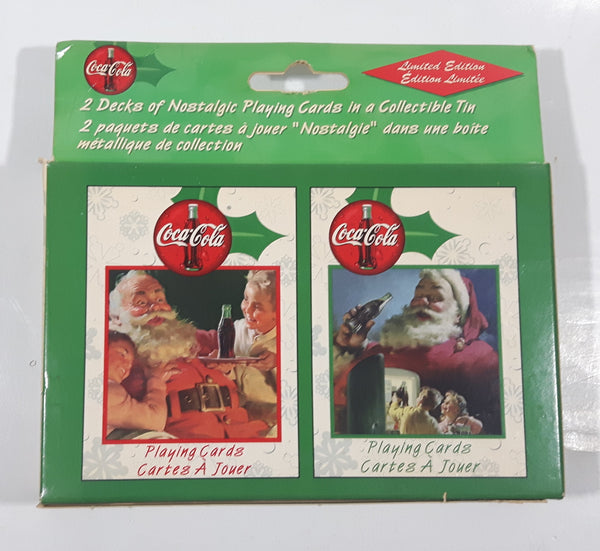 Coca-Cola
Limited Edition
Édition Limitée
2 Decks of Nostalgic Playing Cards in a Collectible Tin
2 paquets de cartes à jouer "Nostalgie" dans une boîte
métallique de collection
Coca-Cola
Playing Cards
Cartes À Jouer
Coca-Cola
Playing Cards
Cartes À Jouer